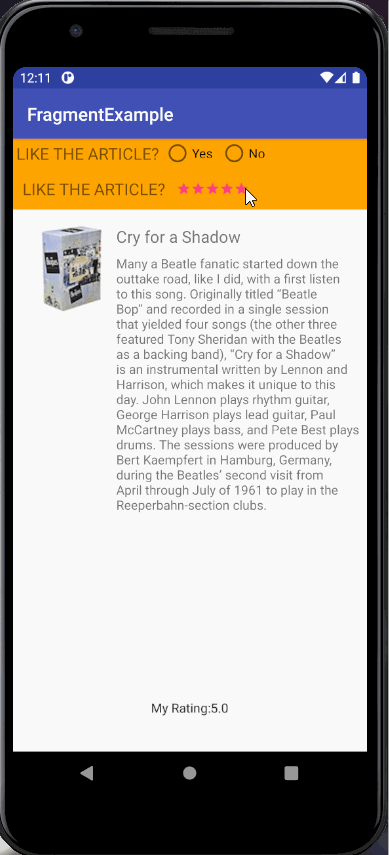 12:11
FragmentExample
LIKE THE ARTICLE? Yes No
LIKE THE ARTICLE?
Cry for a Shadow
Many a Beatle fanatic started down the
outtake road, like I did, with a first listen
to this song. Originally titled “Beatle
Bop” and recorded in a single session
that yielded four songs (the other three
featured Tony Sheridan with the Beatles
as a backing band), “Cry for a Shadow”
is an instrumental written by Lennon and
Harrison, which makes it unique to this
day. John Lennon plays rhythm guitar,
George Harrison plays lead guitar, Paul
McCartney plays bass, and Pete Best plays
drums. The sessions were produced by
Bert Kaempfert in Hamburg, Germany,
during the Beatles’ second visit from
April through July of 1961 to play in the
Reeperbahn-section clubs.
My Rating:5.0